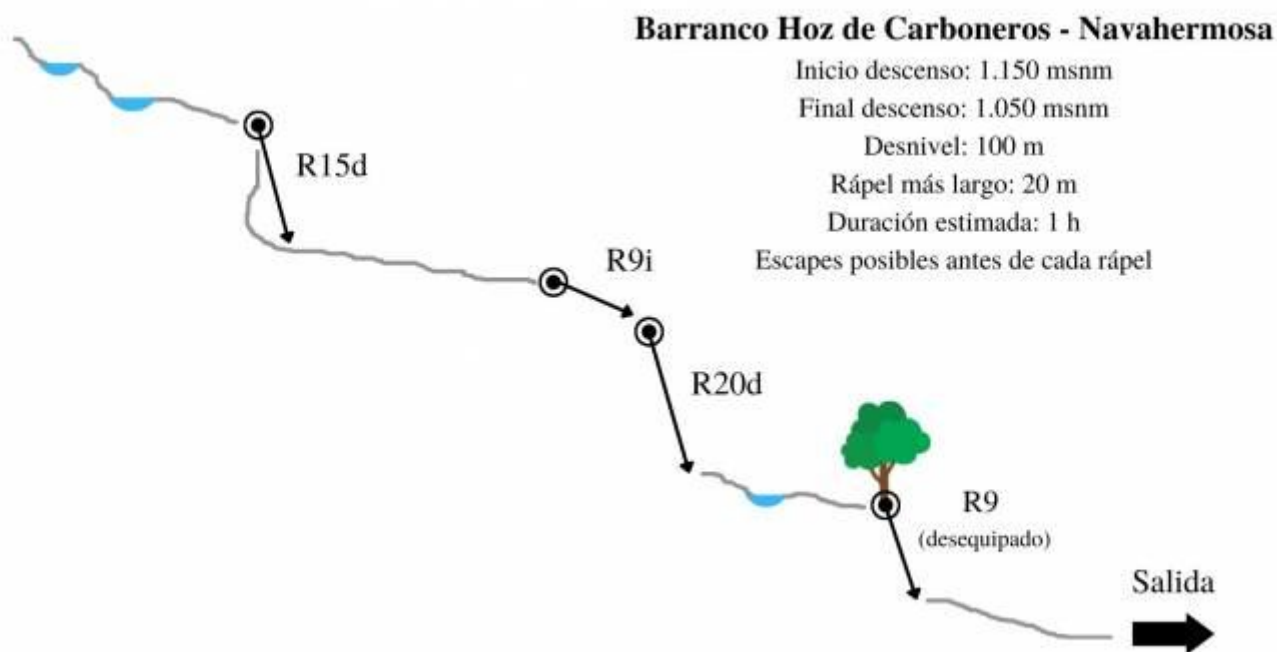 Barranco Hoz de Carboneros - Navahermosa
Inicio descenso: 1.150 msnm
Final descenso: 1.050 msnm
Desnivel: 100 m
Rápel más largo: 20 m
Duración estimada: 1 h
Escapes posibles antes de cada rápel
R15d
R9i
R20d
R9
(desequipado)
Salida